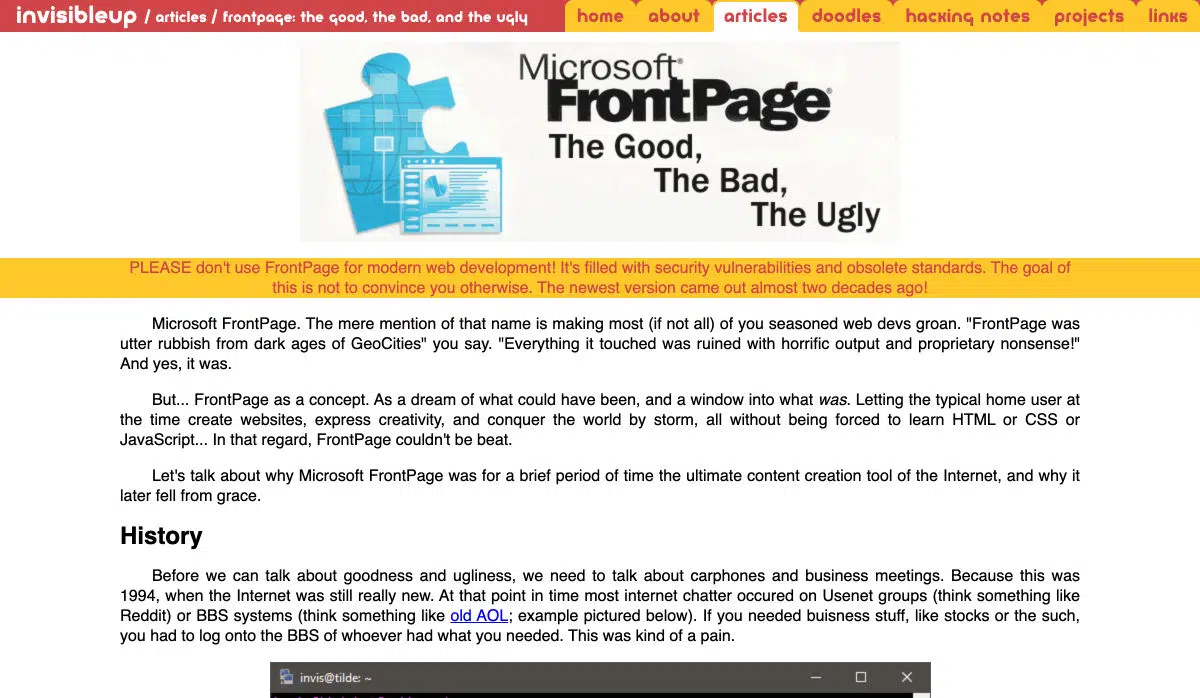 invisibleup / articles / frontpage: the good, the bad, and the ugly
home about articles doodles hacking notes projects links
Microsoft®
FrontPage®
The Good,
The Bad,
The Ugly
PLEASE don't use FrontPage for modern web development! It's filled with security vulnerabilities and obsolete standards. The goal of
this is not to convince you otherwise. The newest version came out almost two decades ago!
Microsoft FrontPage. The mere mention of that name is making most (if not all) of you seasoned web devs groan. "FrontPage was
utter rubbish from dark ages of GeoCities" you say. "Everything it touched was ruined with horrific output and proprietary nonsense!"
And yes, it was.
But... FrontPage as a concept. As a dream of what could have been, and a window into what was. Letting the typical home user at
the time create websites, express creativity, and conquer the world by storm, all without being forced to learn HTML or CSS or
JavaScript... In that regard, FrontPage couldn't be beat.
Let's talk about why Microsoft FrontPage was for a brief period of time the ultimate content creation tool of the Internet, and why it
later fell from grace.
History
Before we can talk about goodness and ugliness, we need to talk about carphones and business meetings. Because this was
1994, when the Internet was still really new. At that point in time most internet chatter occured on Usenet groups (think something like
Reddit) or BBS systems (think something like old AOL; example pictured below). If you needed buisness stuff, like stocks or the such,
you had to log onto the BBS of whoever had what you needed. This was kind of a pain.
invis@tilde: ~